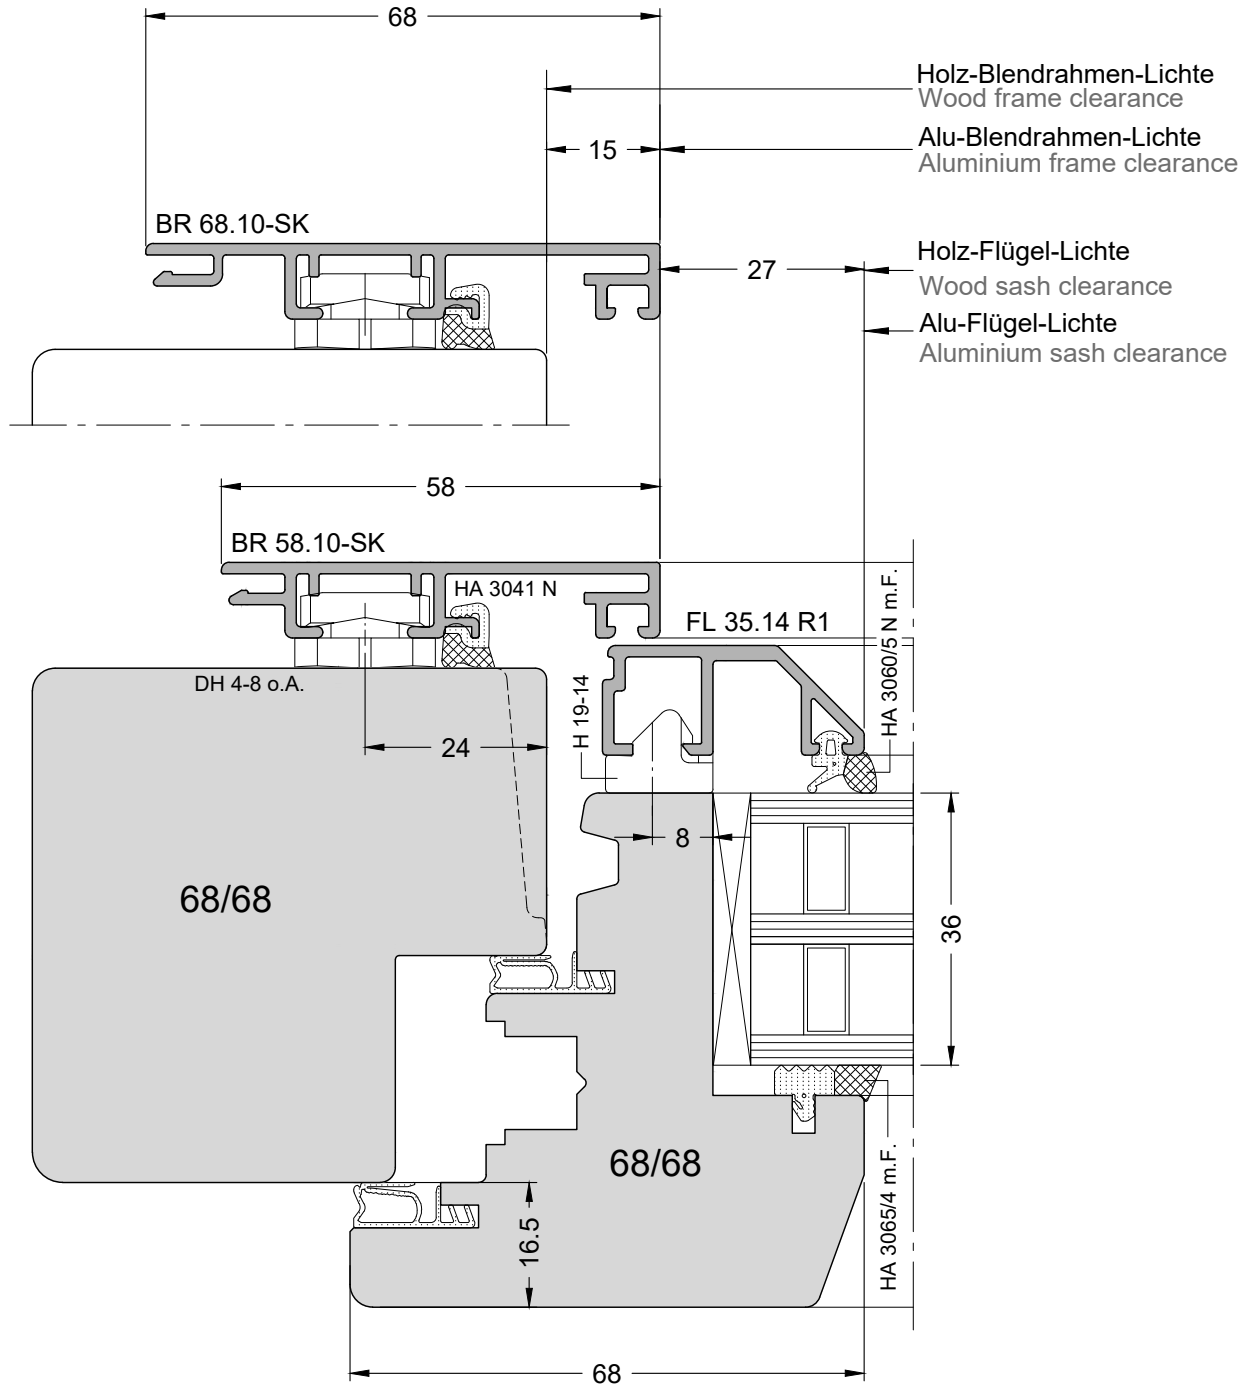 68
Holz-Blendrahmen-Lichte
Wood frame clearance
15
Alu-Blendrahmen-Lichte
Aluminium frame clearance
BR 68.10-SK
27
Holz-Flügel-Lichte
Wood sash clearance
Alu-Flügel-Lichte
Aluminium sash clearance
58
BR 58.10-SK
HA 3041 N
FL 35.14 R1
HA 3060/5 N m.F.
DH 4-8 o.A.
H 19-14
24
8
68/68
36
68/68
16.5
HA 3065/4 m.F.
68